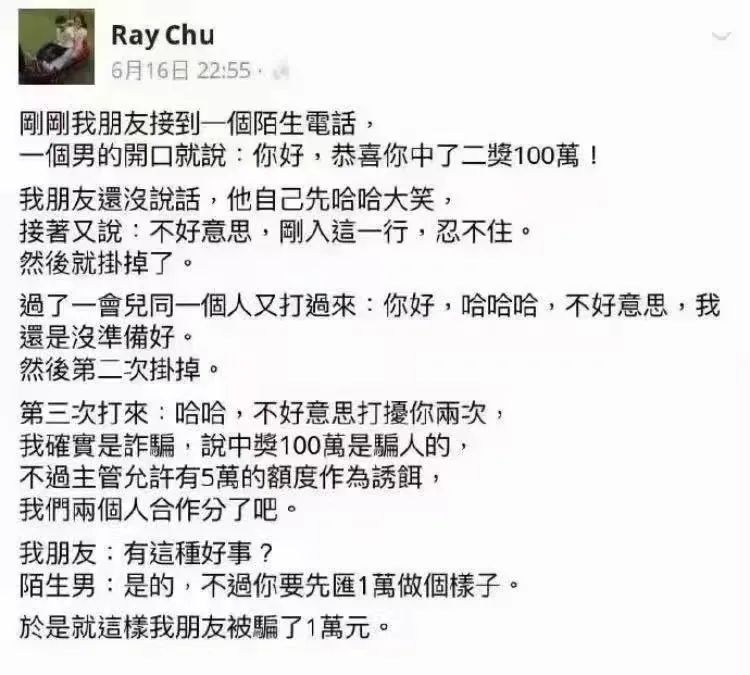 Ray Chu
6月16日 22:55 ·
剛剛我朋友接到一個陌生電話，
一個男的開口就說：你好，恭喜你中了二獎100萬！
我朋友還沒說話，他自己先哈哈大笑，
接著又說：不好意思，剛入這一行，忍不住。
然後就掛掉了。
過了一會兒同一個人又打過來：你好，哈哈哈，不好意思，我
還是沒準備好。
然後第二次掛掉。
第三次打來：哈哈，不好意思打擾你兩次，
我確實是詐騙，說中獎100萬是騙人的，
不過主管允許有5萬的額度作為誘餌，
我們兩個人合作分了吧。
我朋友：有這種好事？
陌生男：是的，不過你要先匯1萬做個樣子。
於是就這樣我朋友被騙了1萬元。